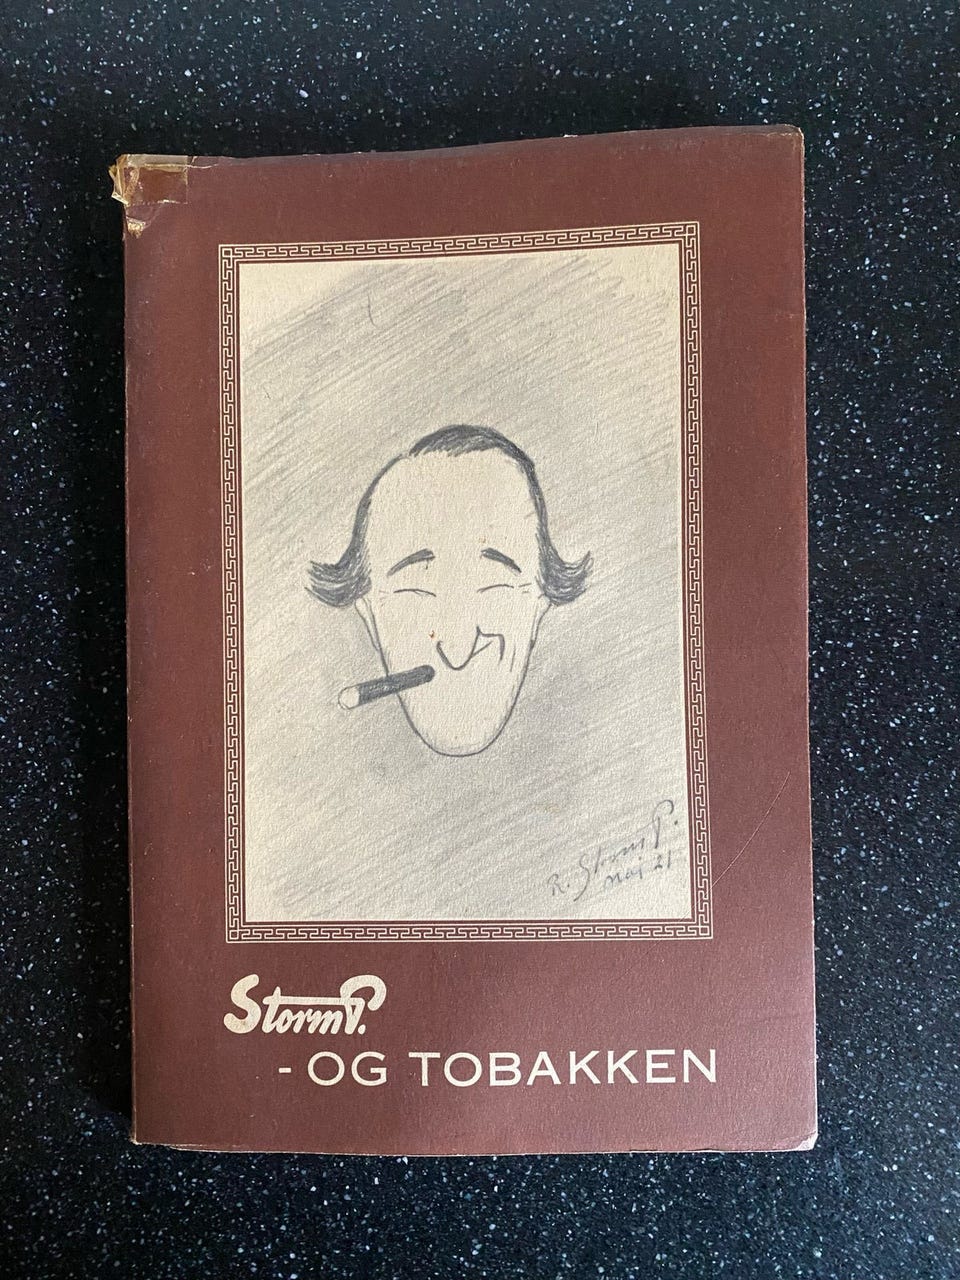 R. Storm P.
maj 21
Storm P.
- OG TOBAKKEN